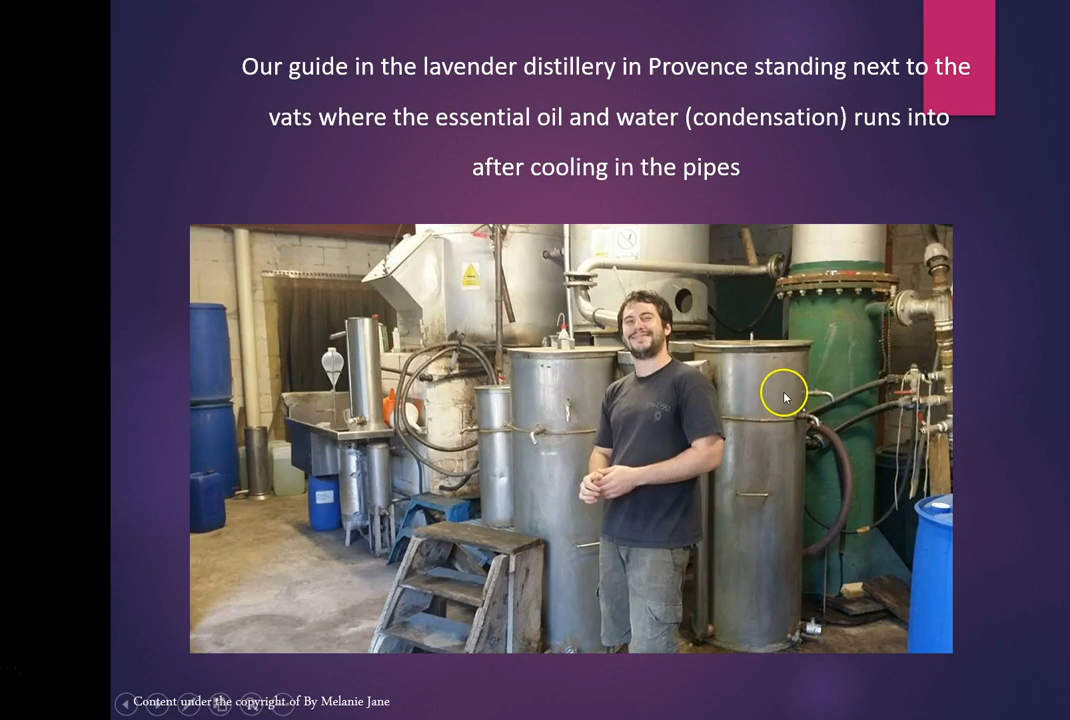 Our guide in the lavender distillery in Provence standing next to the
vats where the essential oil and water (condensation) runs into
after cooling in the pipes
Content under the copyright of By Melanie Jane